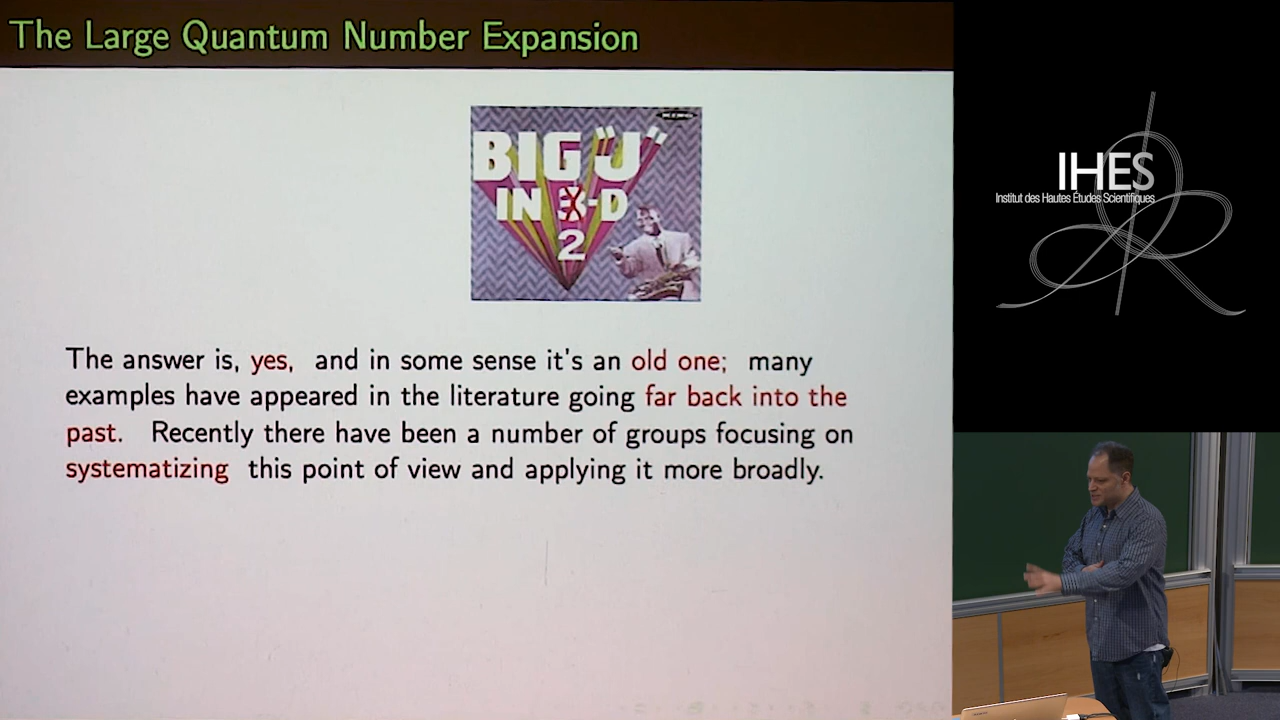 The Large Quantum Number Expansion
BIG "J"
IN 3-D
2
The answer is, yes, and in some sense it's an old one; many
examples have appeared in the literature going far back into the
past. Recently there have been a number of groups focusing on
systematizing this point of view and applying it more broadly.
IHES
Institut des Hautes Études Scientifiques